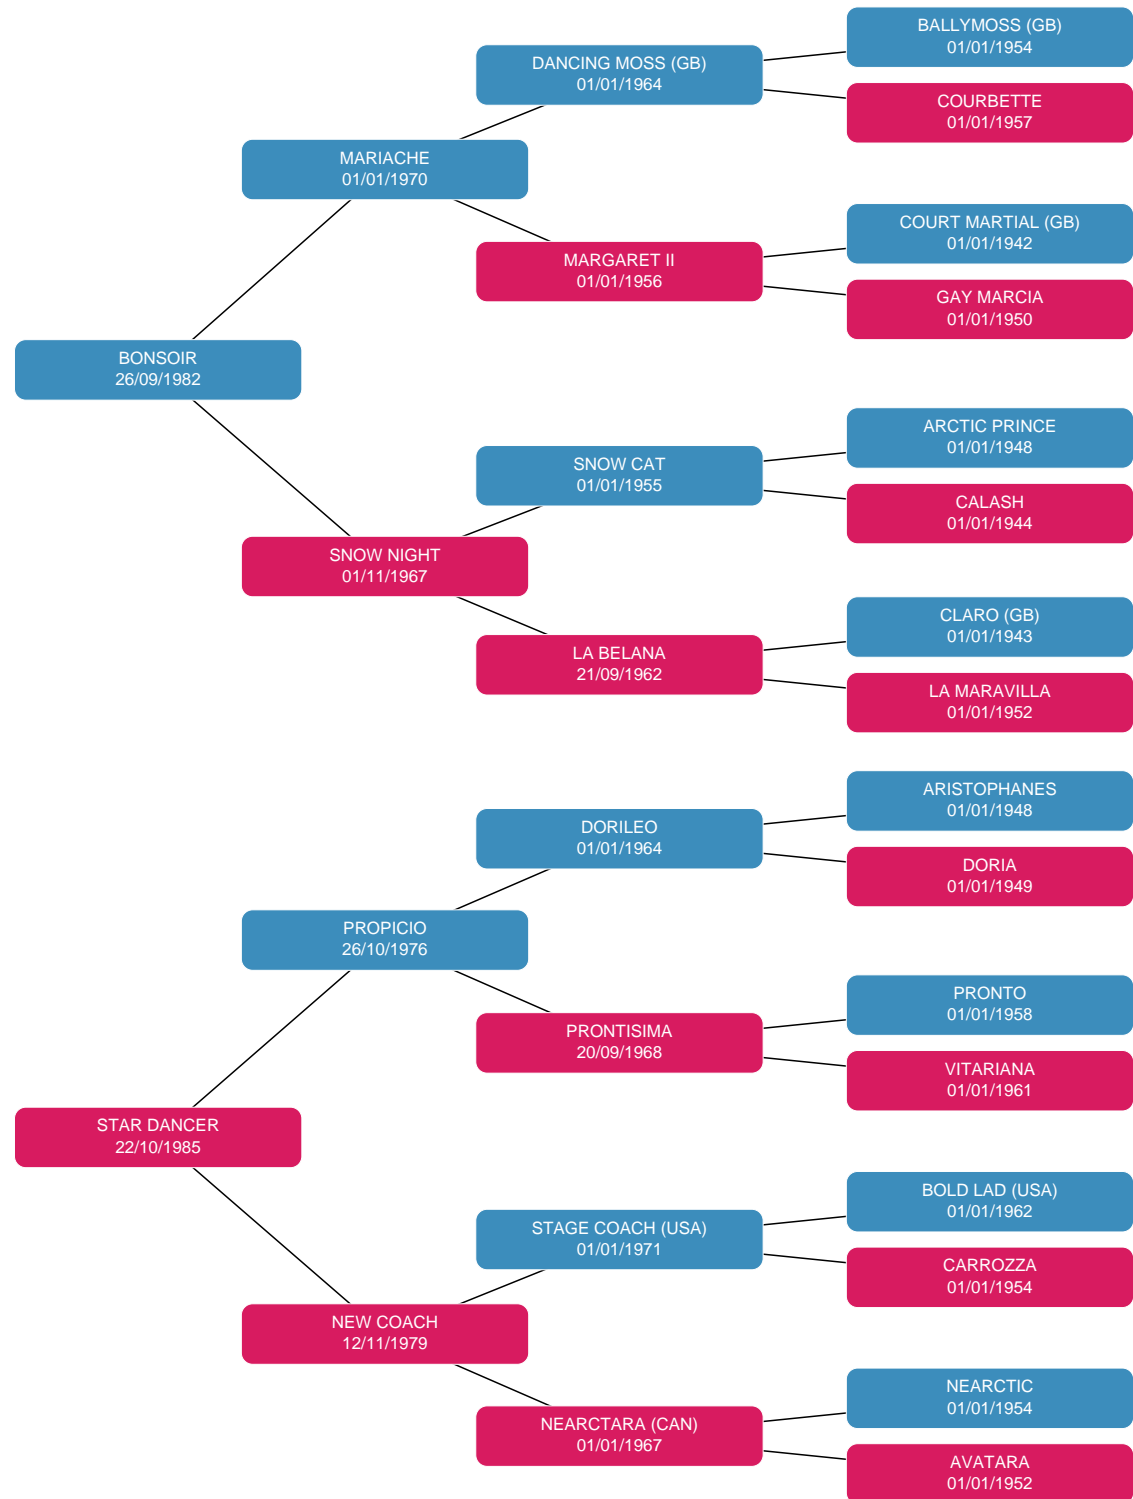 BALLYMOSS (GB)
01/01/1954
DANCING MOSS (GB)
01/01/1964
COURBETTE
01/01/1957
MARIACHE
01/01/1970
COURT MARTIAL (GB)
01/01/1942
MARGARET II
01/01/1956
GAY MARCIA
01/01/1950
BONSOIR
26/09/1982
ARCTIC PRINCE
01/01/1948
SNOW CAT
01/01/1955
CALASH
01/01/1944
SNOW NIGHT
01/11/1967
CLARO (GB)
01/01/1943
LA BELANA
21/09/1962
LA MARAVILLA
01/01/1952
ARISTOPHANES
01/01/1948
DORILEO
01/01/1964
DORIA
01/01/1949
PROPICIO
26/10/1976
PRONTO
01/01/1958
PRONTISIMA
20/09/1968
VITARIANA
01/01/1961
STAR DANCER
22/10/1985
BOLD LAD (USA)
01/01/1962
STAGE COACH (USA)
01/01/1971
CARROZZA
01/01/1954
NEW COACH
12/11/1979
NEARCTIC
01/01/1954
NEARCTARA (CAN)
01/01/1967
AVATARA
01/01/1952